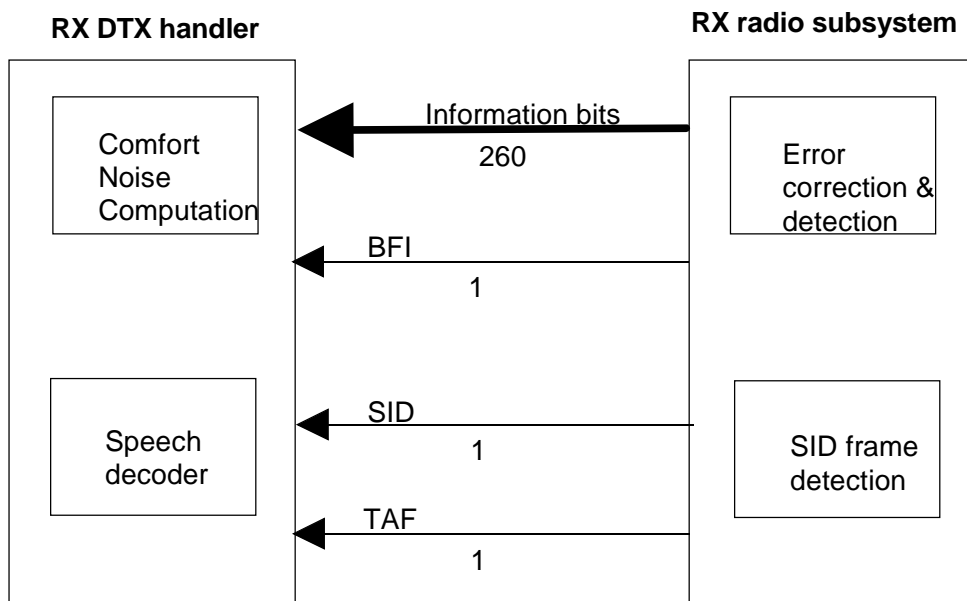 RX DTX handler
RX radio subsystem
Comfort
Noise
Computation
Information bits
260
Error
correction &
detection
BFI
1
Speech
decoder
SID
1
SID frame
detection
TAF
1